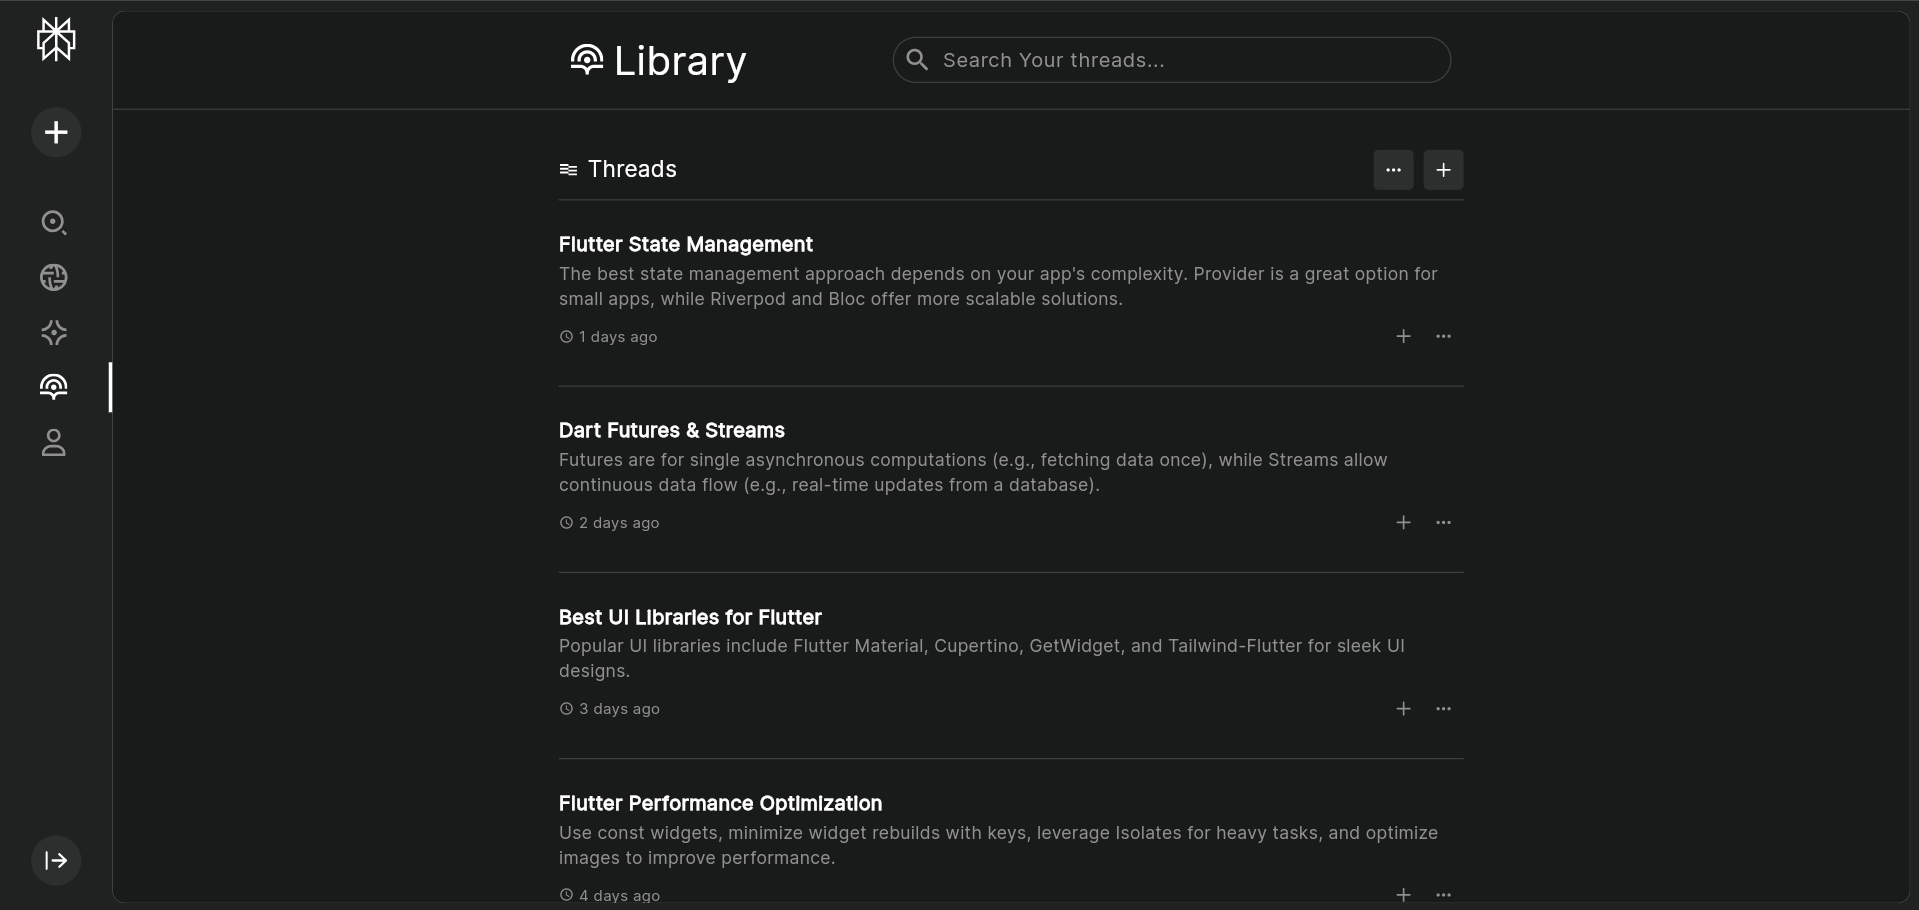 Library
Search Your threads...
Threads
Flutter State Management
The best state management approach depends on your app's complexity. Provider is a great option for
small apps, while Riverpod and Bloc offer more scalable solutions.
1 days ago
Dart Futures & Streams
Futures are for single asynchronous computations (e.g., fetching data once), while Streams allow
continuous data flow (e.g., real-time updates from a database).
2 days ago
Best UI Libraries for Flutter
Popular UI libraries include Flutter Material, Cupertino, GetWidget, and Tailwind-Flutter for sleek UI
designs.
3 days ago
Flutter Performance Optimization
Use const widgets, minimize widget rebuilds with keys, leverage Isolates for heavy tasks, and optimize
images to improve performance.
4 days ago